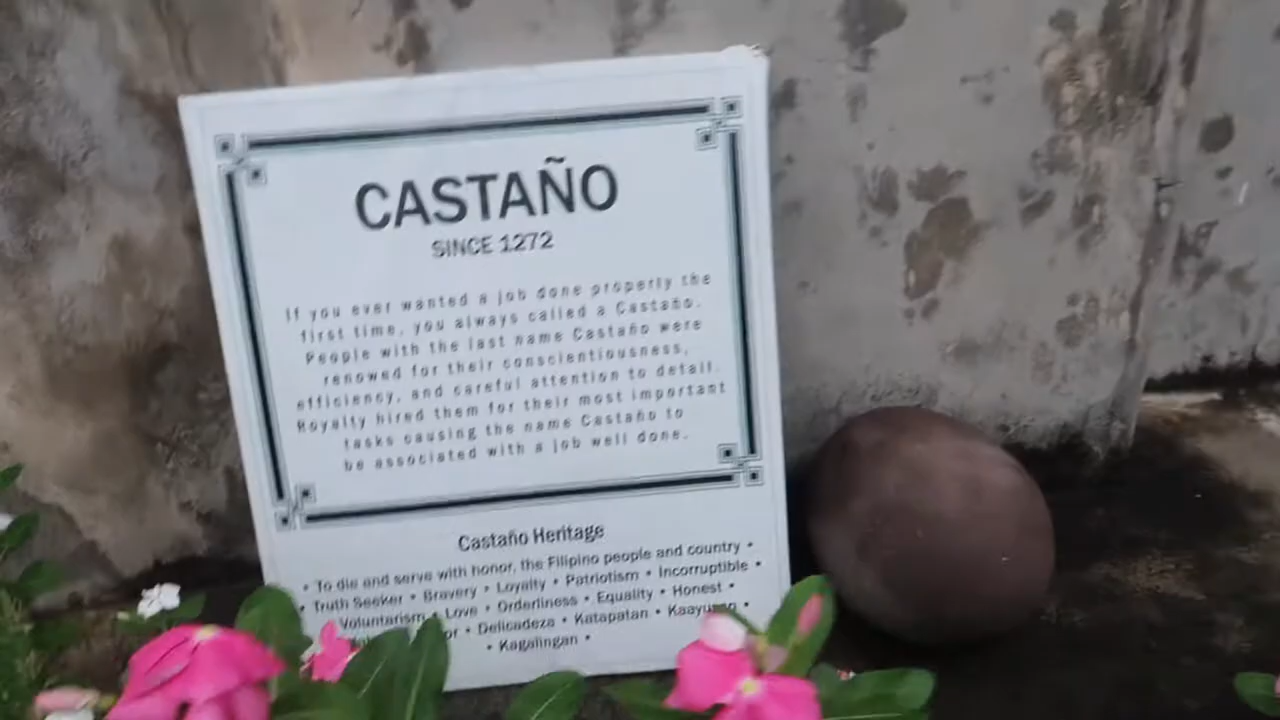 CASTAÑO
SINCE 1272
If you ever wanted a job done properly the
first time, you always called a Castaño.
People with the last name Castaño were
renowed for their conscientiousness,
efficiency, and careful attention to detail.
Royalty hired them for their most important
tasks causing the name Castaño to
be associated with a job well done.
Castaño Heritage
• To die and serve with honor, the Filipino people and country •
• Truth Seeker • Bravery • Loyalty • Patriotism • Incorruptible •
Voluntarism • Love • Orderliness • Equality • Honest •
• Delicadeza • Katapatan • Kaayusan •
• Kagalingan •